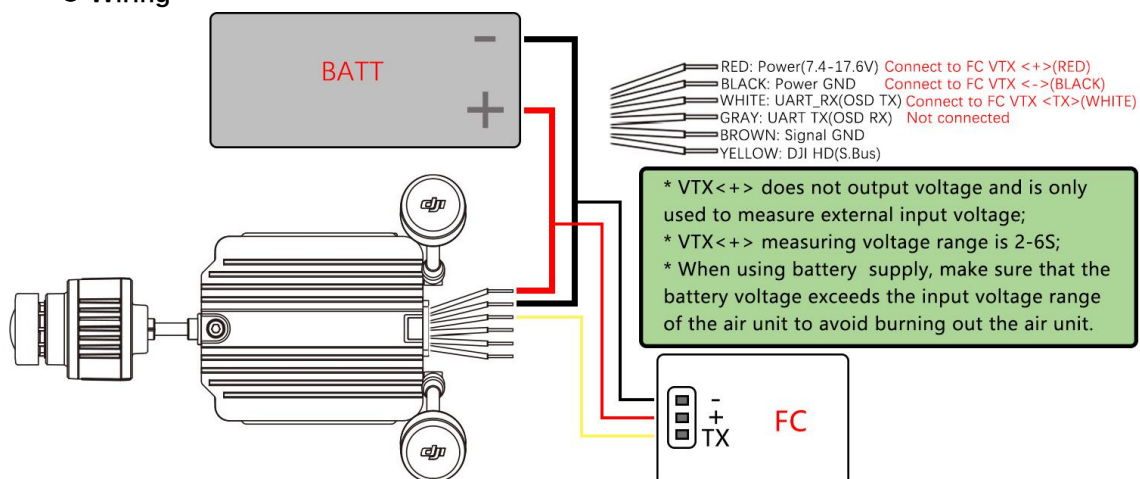 Wiring
BATT
-
+
RED: Power(7.4-17.6V) Connect to FC VTX <+>(RED)
BLACK: Power GND Connect to FC VTX <->(BLACK)
WHITE: UART_RX(OSD TX) Connect to FC VTX <TX>(WHITE)
GRAY: UART TX(OSD RX) Not connected
BROWN: Signal GND
YELLOW: DJI HD(S.Bus)
* VTX<+> does not output voltage and is only
used to measure external input voltage;
* VTX<+> measuring voltage range is 2-6S;
* When using battery supply, make sure that the
battery voltage exceeds the input voltage range
of the air unit to avoid burning out the air unit.
dji
dji
-
+
TX
FC